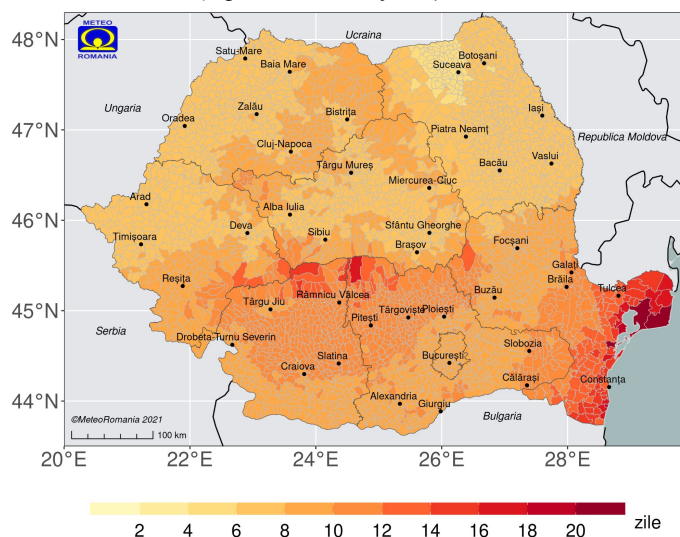 METEO
ROMANIA
Ucraina
Ungaria
Republica Moldova
Serbia
Bulgaria
Satu-Mare
Baia Mare
Botoșani
Suceava
Oradea
Zalău
Bistrița
Iași
Cluj-Napoca
Piatra Neamț
Târgu Mureș
Bacău
Vaslui
Miercurea-Ciuc
Arad
Alba Iulia
Timișoara
Deva
Sibiu
Sfântu Gheorghe
Brașov
Focșani
Galați
Reșița
Râmnicu Vâlcea
Buzău
Brăila
Tulcea
Târgu Jiu
Târgoviște
Ploiești
Pitești
Drobeta-Turnu Severin
Slatina
București
Slobozia
Craiova
Călărași
Constanța
Alexandria
Giurgiu
©MeteoRomania 2021
100 km
48°N
47°N
46°N
45°N
44°N
20°E 22°E 24°E 26°E 28°E
2 4 6 8 10 12 14 16 18 20 zile